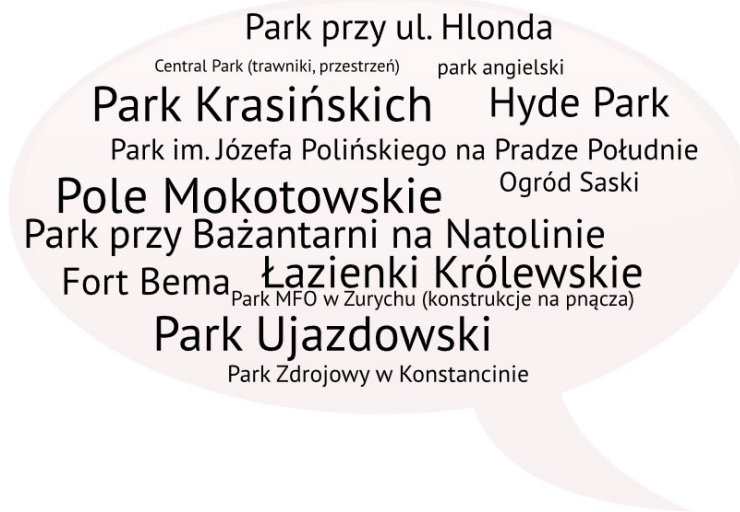 Park przy ul. Hlonda
Central Park (trawniki, przestrzeń) park angielski
Park Krasińskich Hyde Park
Park im. Józefa Polińskiego na Pradze Południe
Pole Mokotowskie Ogród Saski
Park przy Bażantarni na Natolinie
Fort Bema Łazienki Królewskie
Park MFO w Zurychu (konstrukcje na pnącza)
Park Ujazdowski
Park Zdrojowy w Konstancinie